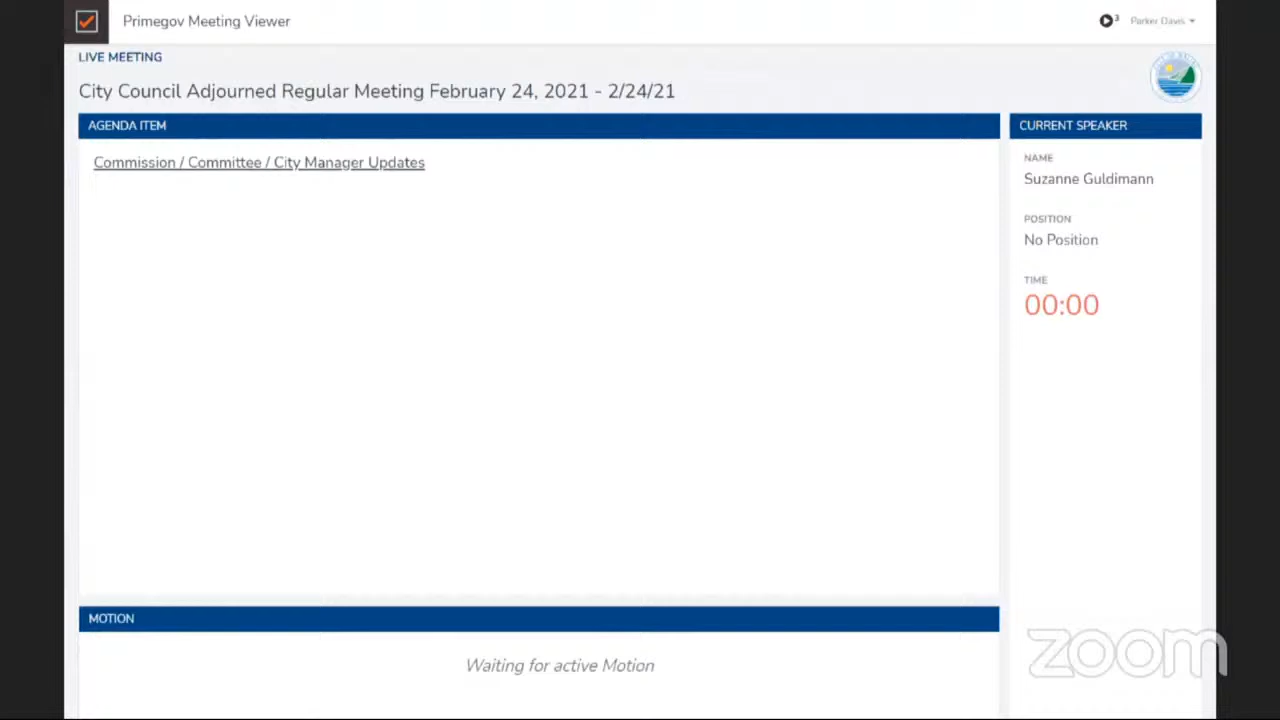 Primegov Meeting Viewer
3
Parker Davis
LIVE MEETING
City Council Adjourned Regular Meeting February 24, 2021 - 2/24/21
AGENDA ITEM
Commission / Committee / City Manager Updates
CURRENT SPEAKER
NAME
Suzanne Guldimann
POSITION
No Position
TIME
00:00
MOTION
Waiting for active Motion
zoom